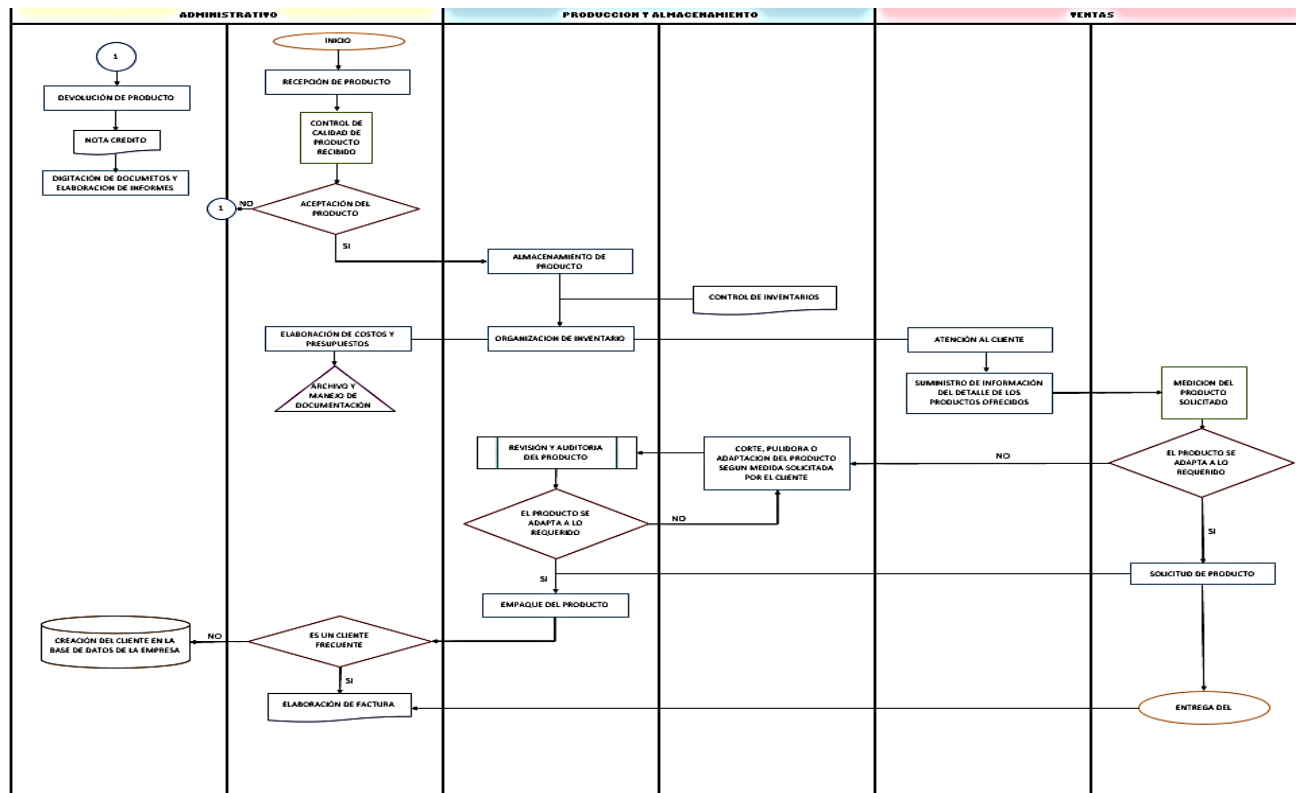 ADMINISTRATIVO
PRODUCCION Y ALMACENAMIENTO
VENTAS
1
DEVOLUCIÓN DE PRODUCTO
NOTA CREDITO
DIGITACIÓN DE DOCUMETOS Y
ELABORACION DE INFORMES
INICIO
RECEPCIÓN DE PRODUCTO
CONTROL DE
CALIDAD DE
PRODUCTO
RECIBIDO
ACEPTACIÓN DEL
PRODUCTO
NO
1
SI
ALMACENAMIENTO DE
PRODUCTO
CONTROL DE INVENTARIOS
ORGANIZACION DE INVENTARIO
ELABORACIÓN DE COSTOS Y
PRESUPUESTOS
ARCHIVO Y
MANEJO DE
DOCUMENTACIÓN
ATENCIÓN AL CLIENTE
SUMINISTRO DE INFORMACIÓN
DEL DETALLE DE LOS
PRODUCTOS OFRECIDOS
MEDICION DEL
PRODUCTO
SOLICITADO
EL PRODUCTO SE
ADAPTA A LO
REQUERIDO
NO
CORTE, PULIDORA O
ADAPTACION DEL PRODUCTO
SEGUN MEDIDA SOLICITADA
POR EL CLIENTE
REVISIÓN Y AUDITORIA
DEL PRODUCTO
EL PRODUCTO SE
ADAPTA A LO
REQUERIDO
NO
SI
SI
SOLICITUD DE PRODUCTO
EMPAQUE DEL PRODUCTO
ES UN CLIENTE
FRECUENTE
NO
CREACIÓN DEL CLIENTE EN LA
BASE DE DATOS DE LA EMPRESA
SI
ELABORACIÓN DE FACTURA
ENTREGA DEL